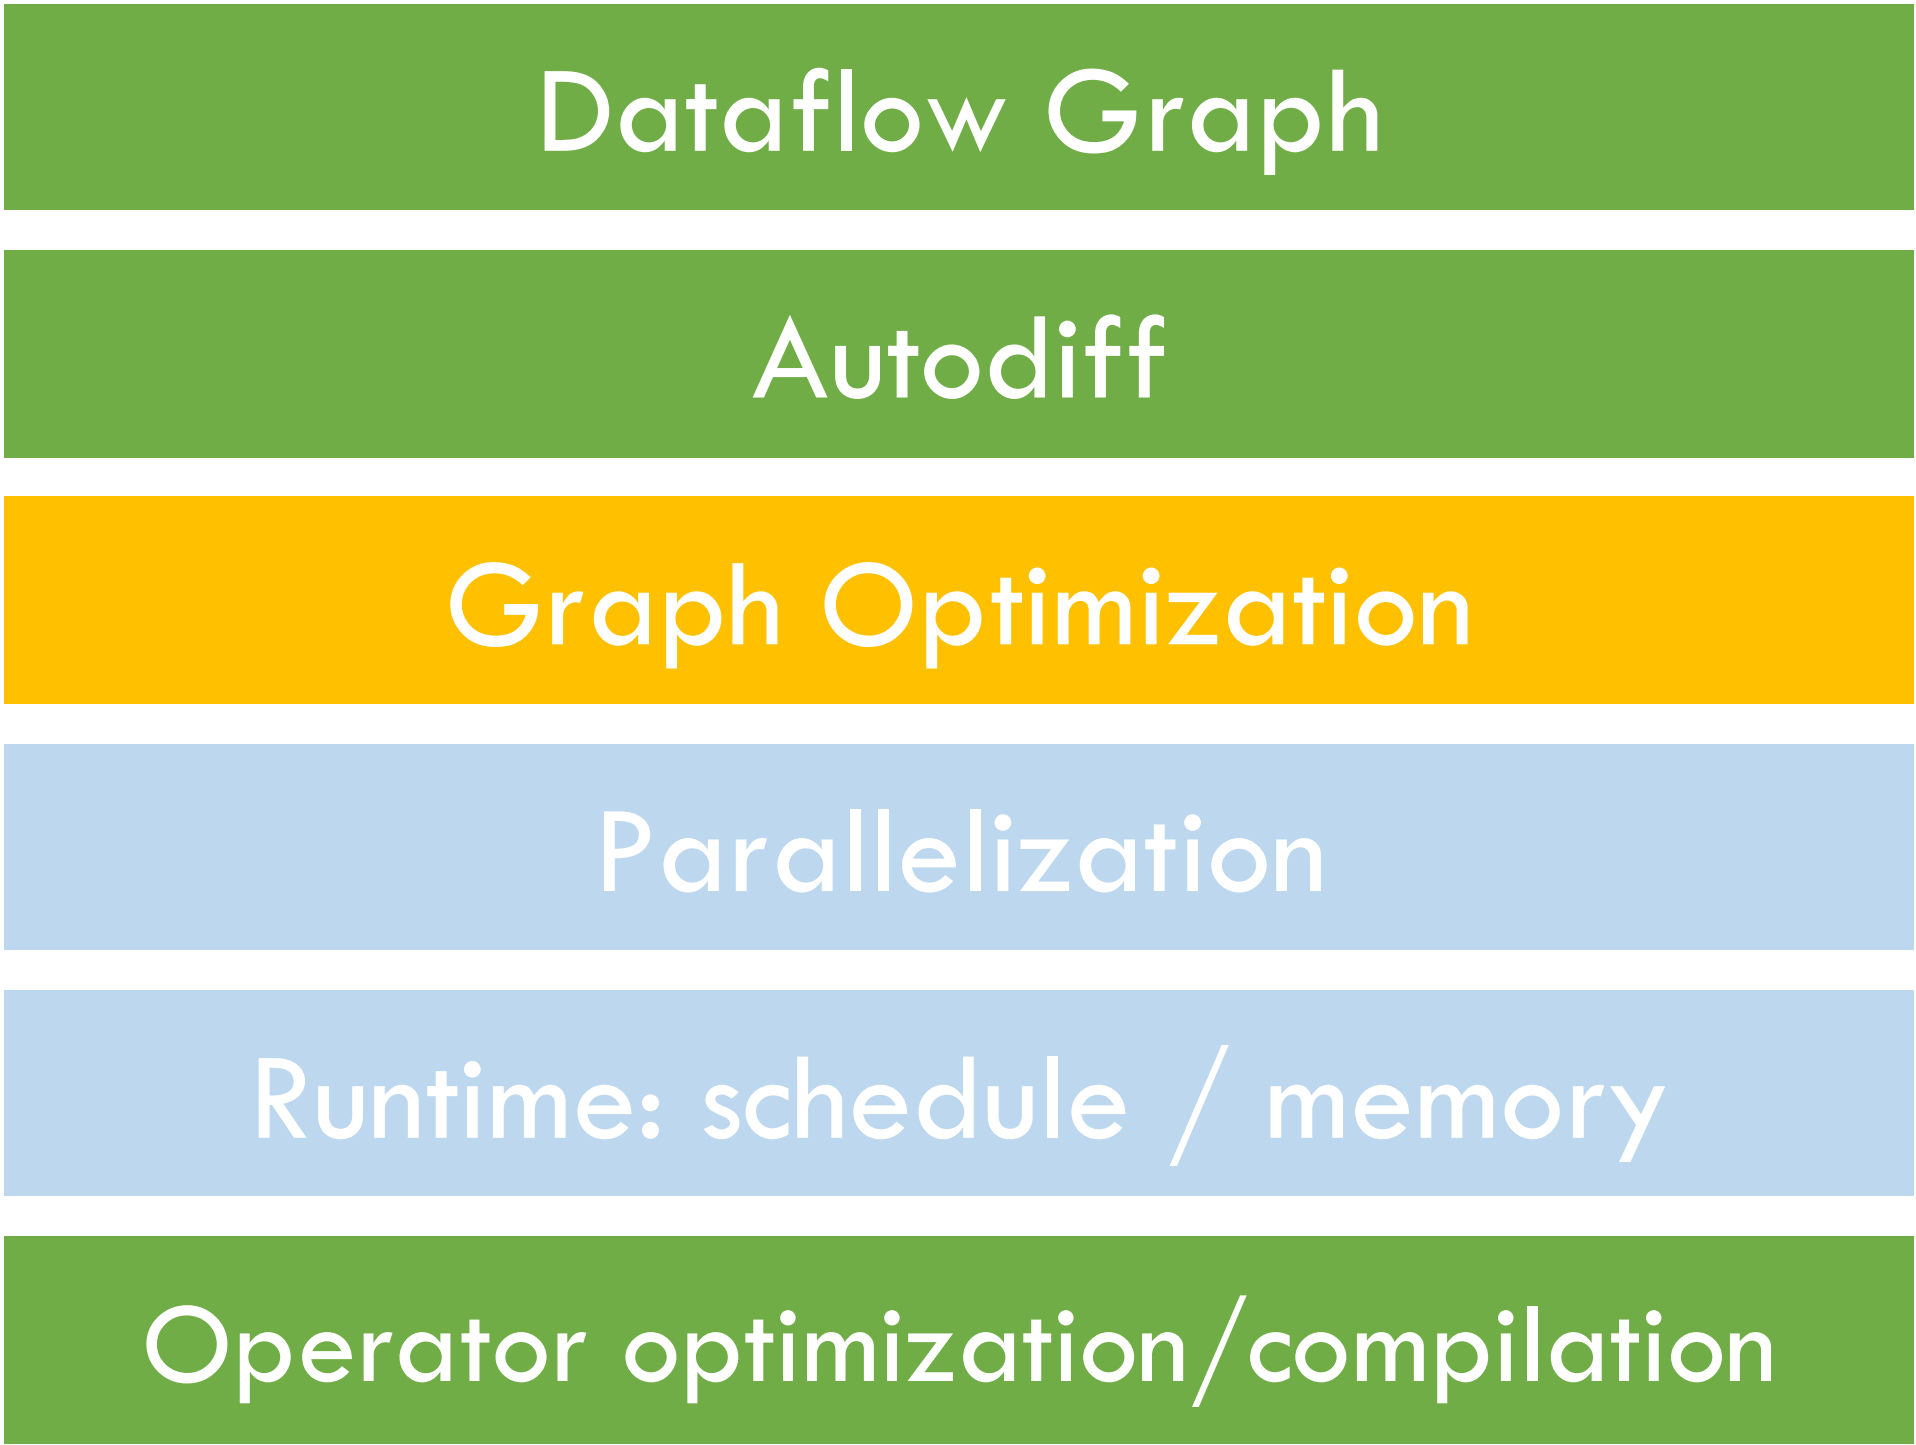 Dataflow Graph
Autodiff
Graph Optimization
Parallelization
Runtime: schedule / memory
Operator optimization/compilation